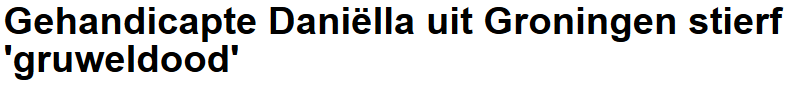 Gehandicapte Daniëlla uit Groningen stierf
'gruweldood'